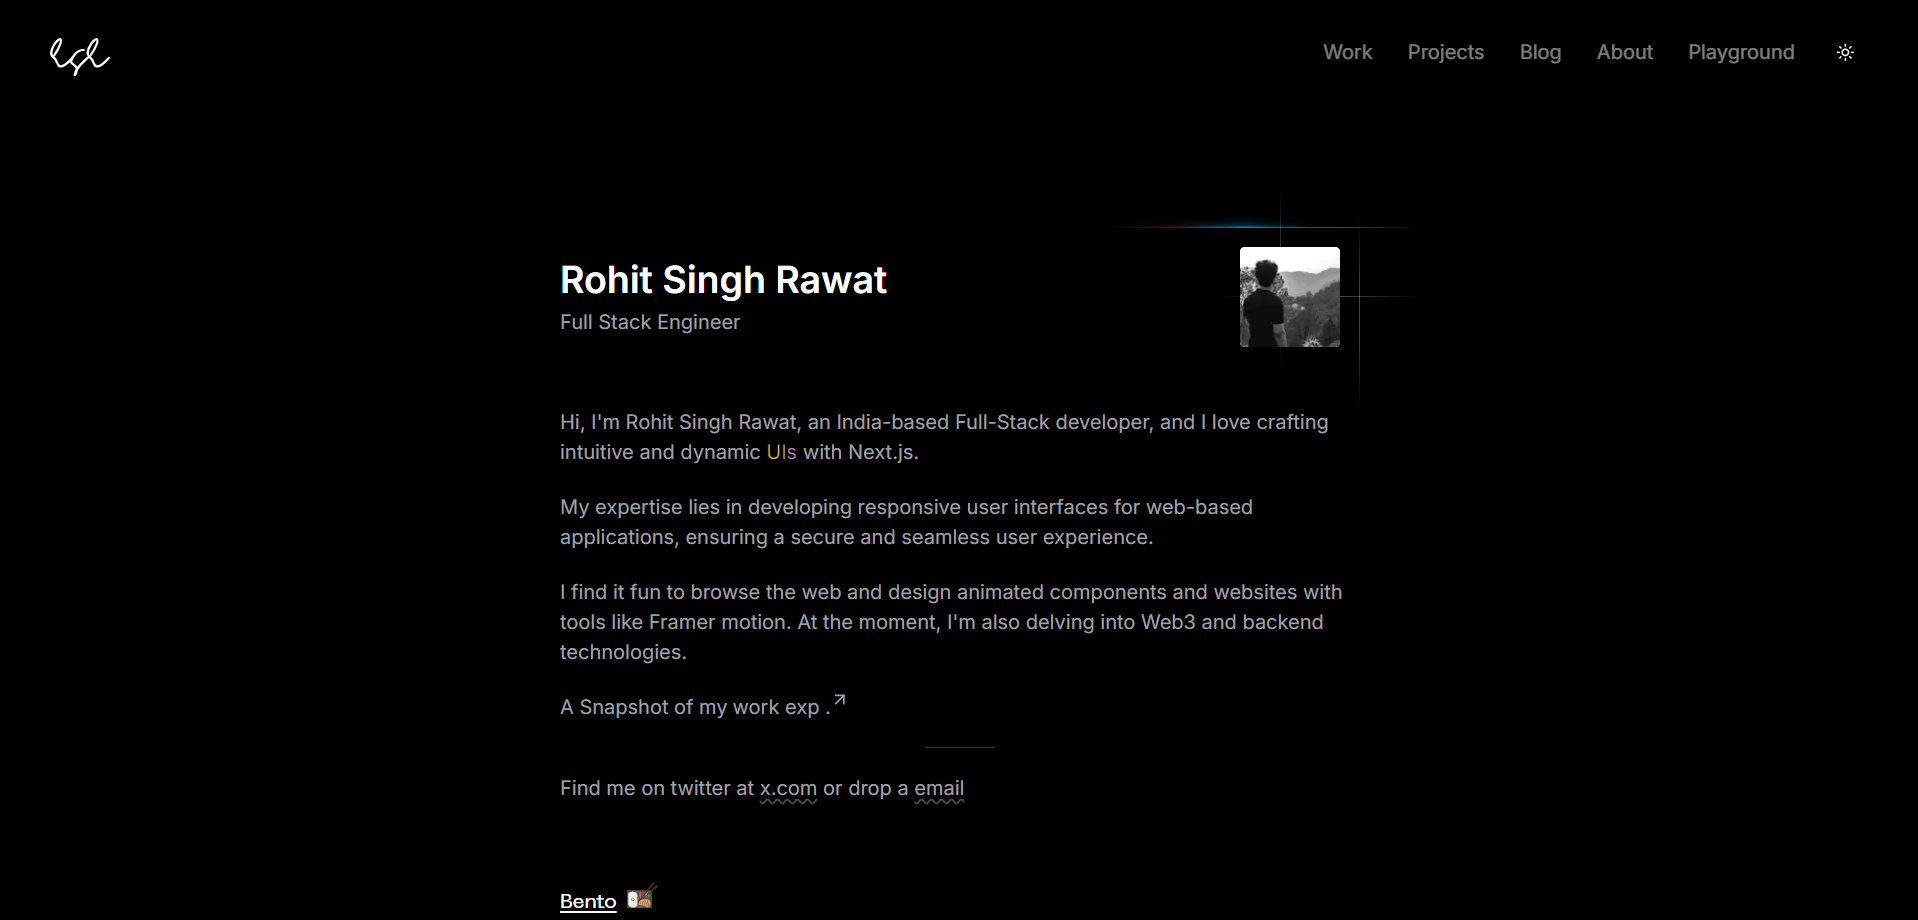 Work Projects Blog About Playground
Rohit Singh Rawat
Full Stack Engineer
Hi, I'm Rohit Singh Rawat, an India-based Full-Stack developer, and I love crafting
intuitive and dynamic UIs with Next.js.
My expertise lies in developing responsive user interfaces for web-based
applications, ensuring a secure and seamless user experience.
I find it fun to browse the web and design animated components and websites with
tools like Framer motion. At the moment, I'm also delving into Web3 and backend
technologies.
A Snapshot of my work exp .
Find me on twitter at x.com or drop a email
Bento